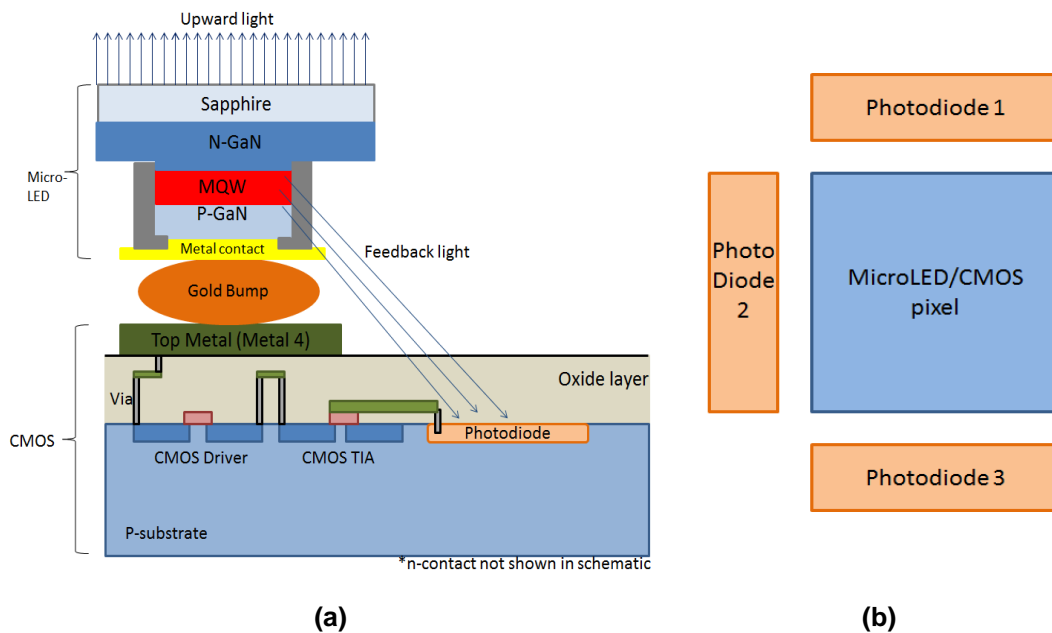 Upward light
Sapphire
N-GaN
Micro-
LED
MQW
P-GaN
Metal contact
Feedback light
Gold Bump
Top Metal (Metal 4)
Oxide layer
Via
Photodiode
CMOS
CMOS Driver
CMOS TIA
P-substrate
*n-contact not shown in schematic
(a)
Photodiode 1
Photo
Diode
2
MicroLED/CMOS
pixel
Photodiode 3
(b)